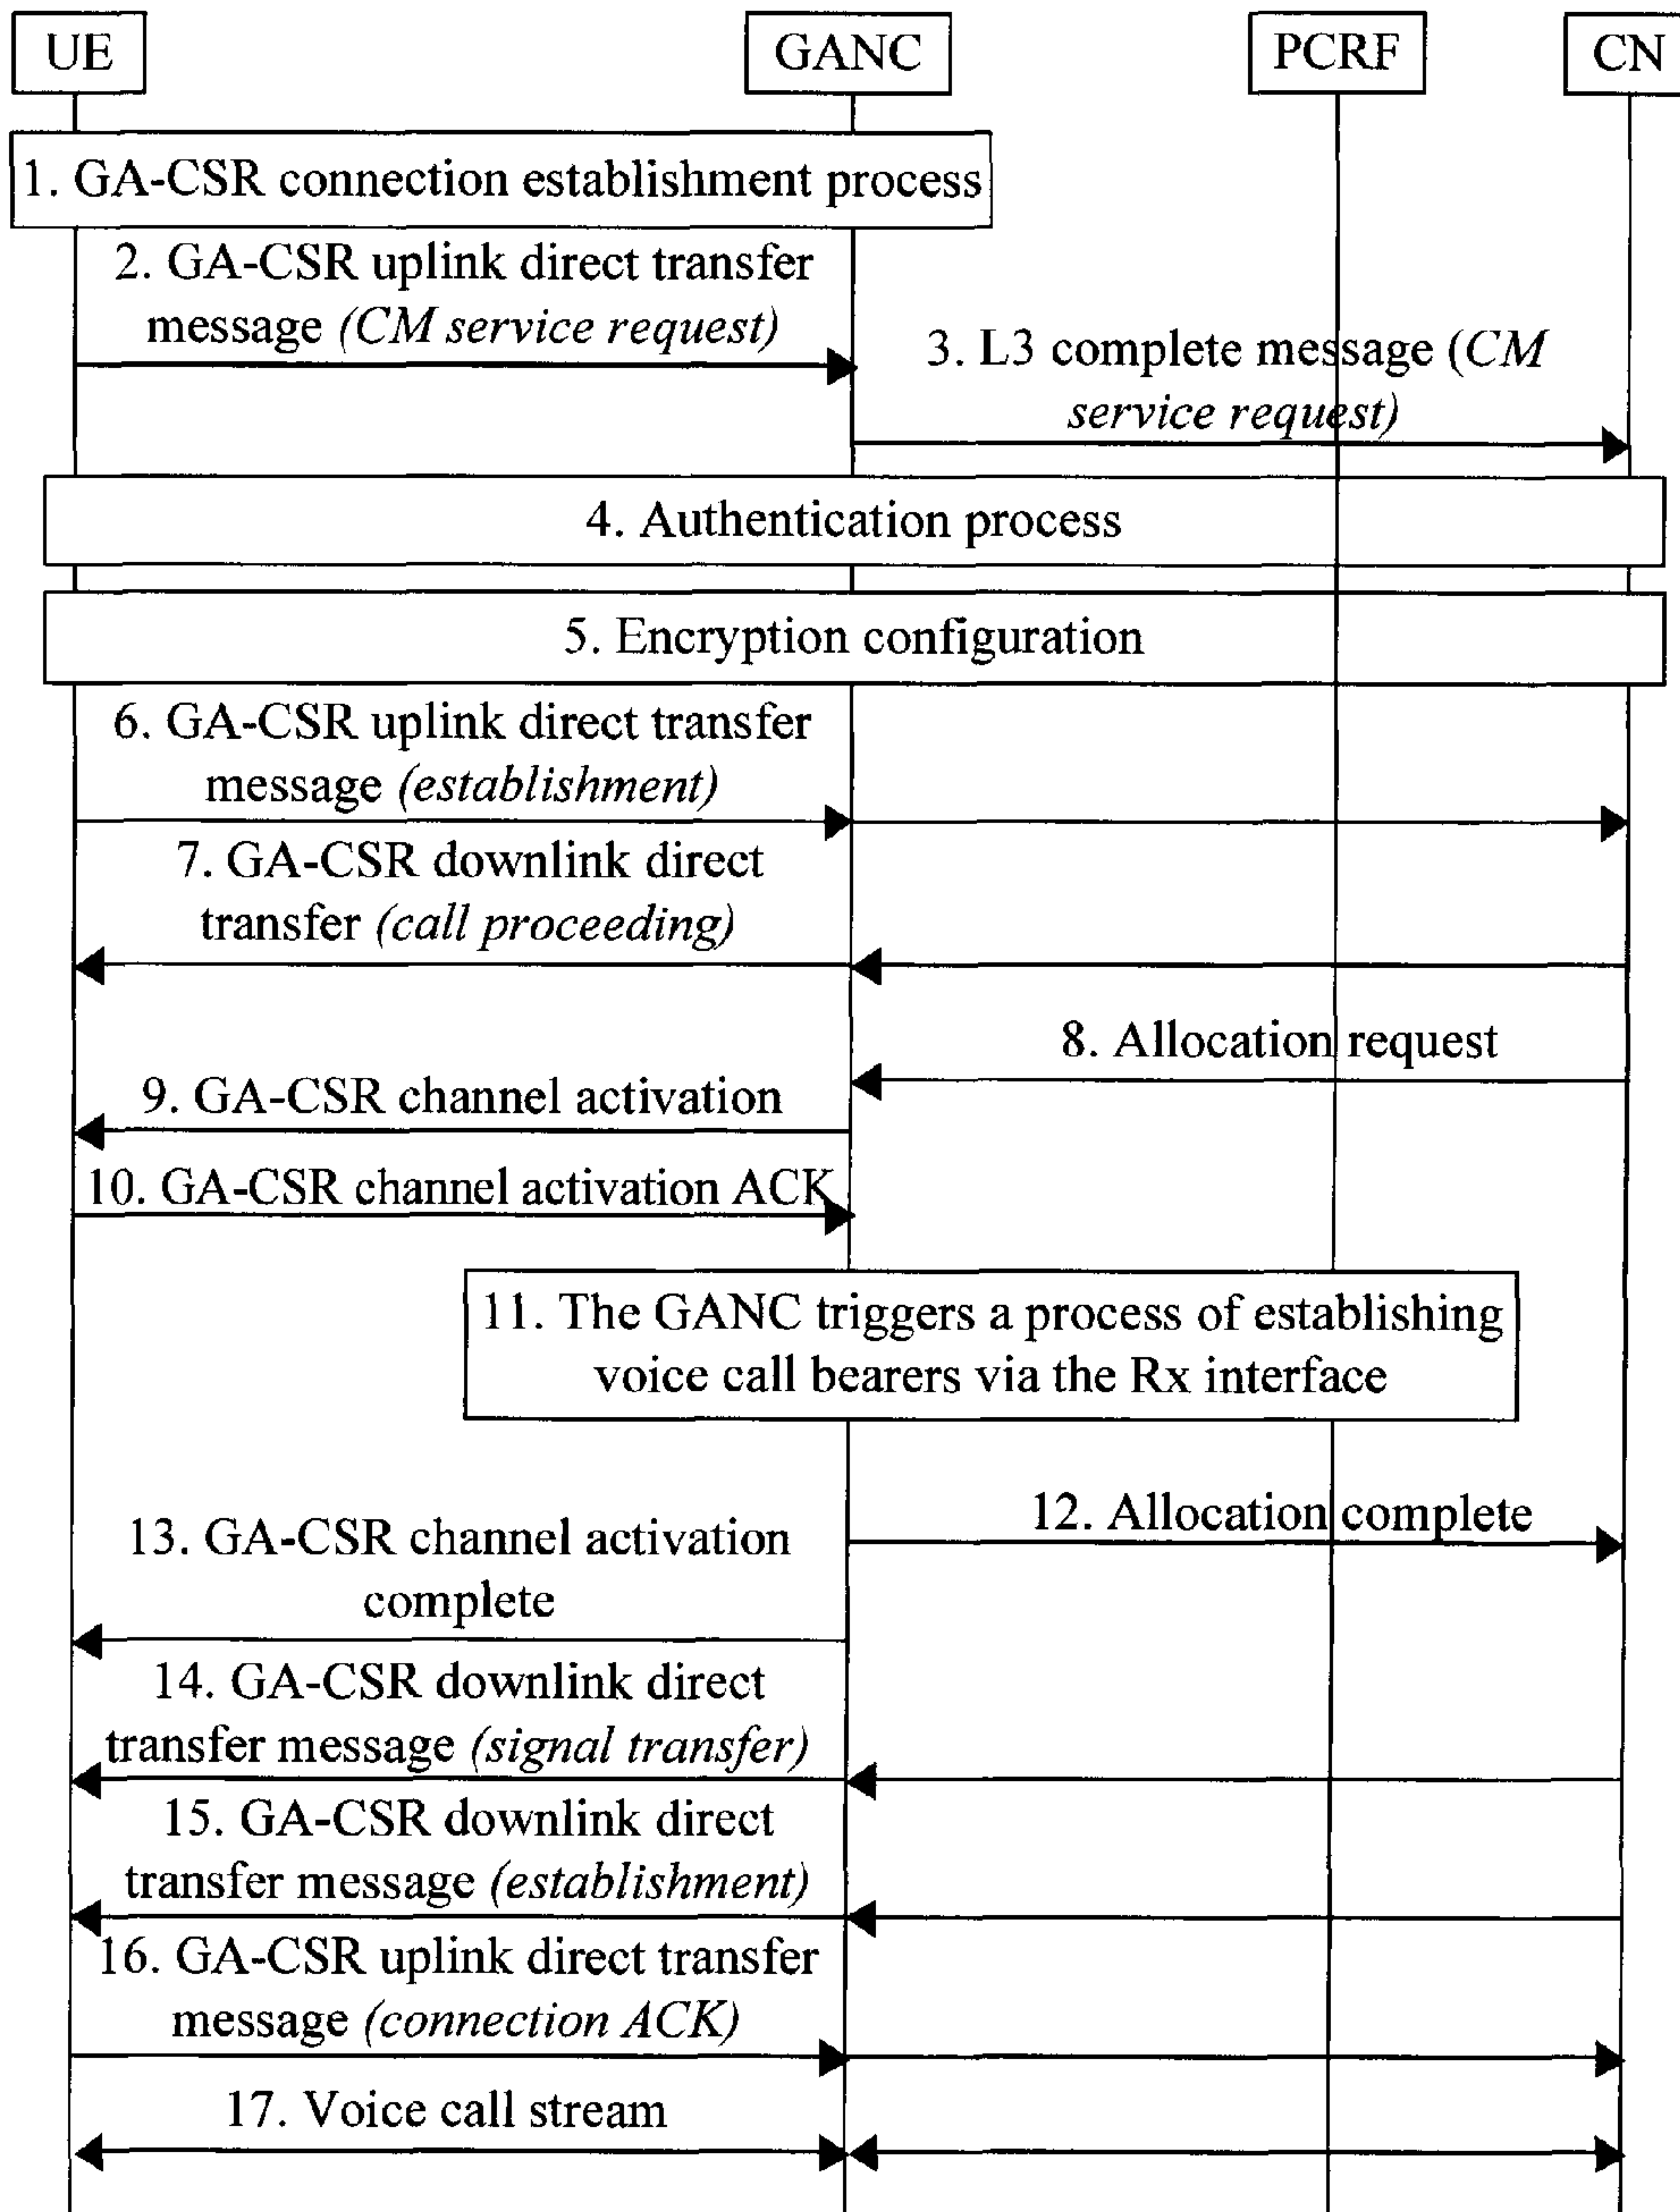 UE
GANC
PCRF
CN
1. GA-CSR connection establishment process
2. GA-CSR uplink direct transfer
message (CM service request)
3. L3 complete message (CM
service request)
4. Authentication process
5. Encryption configuration
6. GA-CSR uplink direct transfer
message (establishment)
7. GA-CSR downlink direct
transfer (call proceeding)
8. Allocation request
9. GA-CSR channel activation
10. GA-CSR channel activation ACK
11. The GANC triggers a process of establishing
voice call bearers via the Rx interface
12. Allocation complete
13. GA-CSR channel activation
complete
14. GA-CSR downlink direct
transfer message (signal transfer)
15. GA-CSR downlink direct
transfer message (establishment)
16. GA-CSR uplink direct transfer
message (connection ACK)
17. Voice call stream